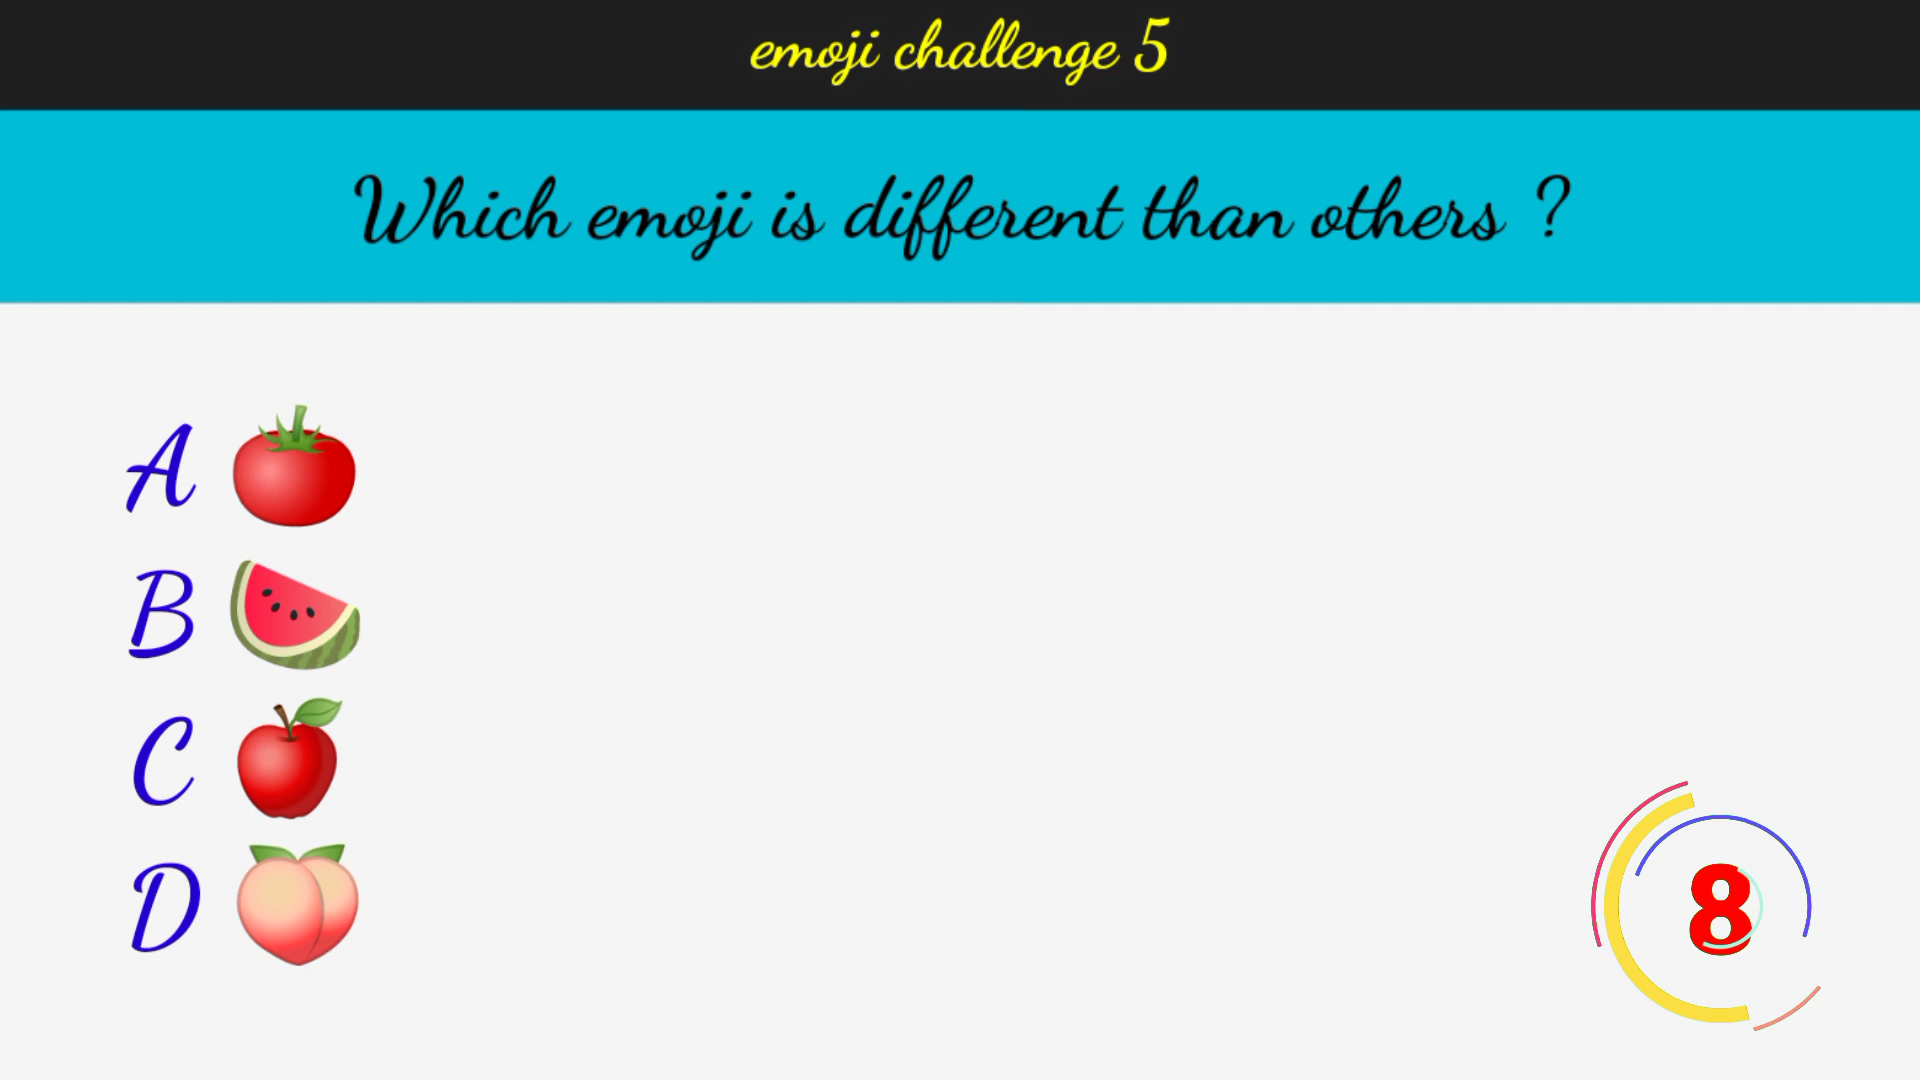 emoji challenge 5
Which emoji is different than others ?
A
B
C
D
8